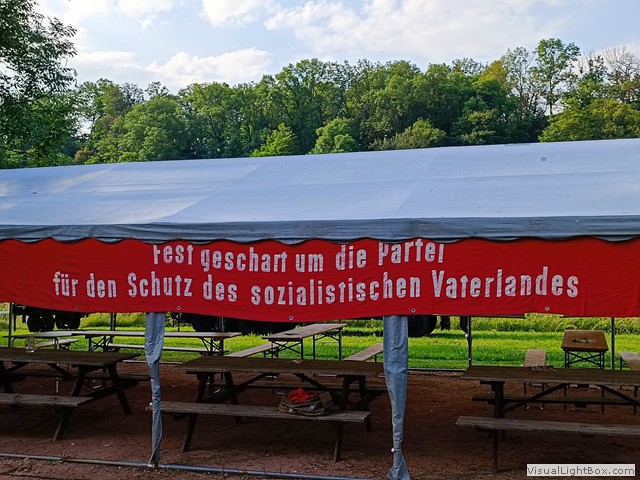 Fest geschart um die Partei
für den Schutz des sozialistischen Vaterlandes
VisualLightBox.com